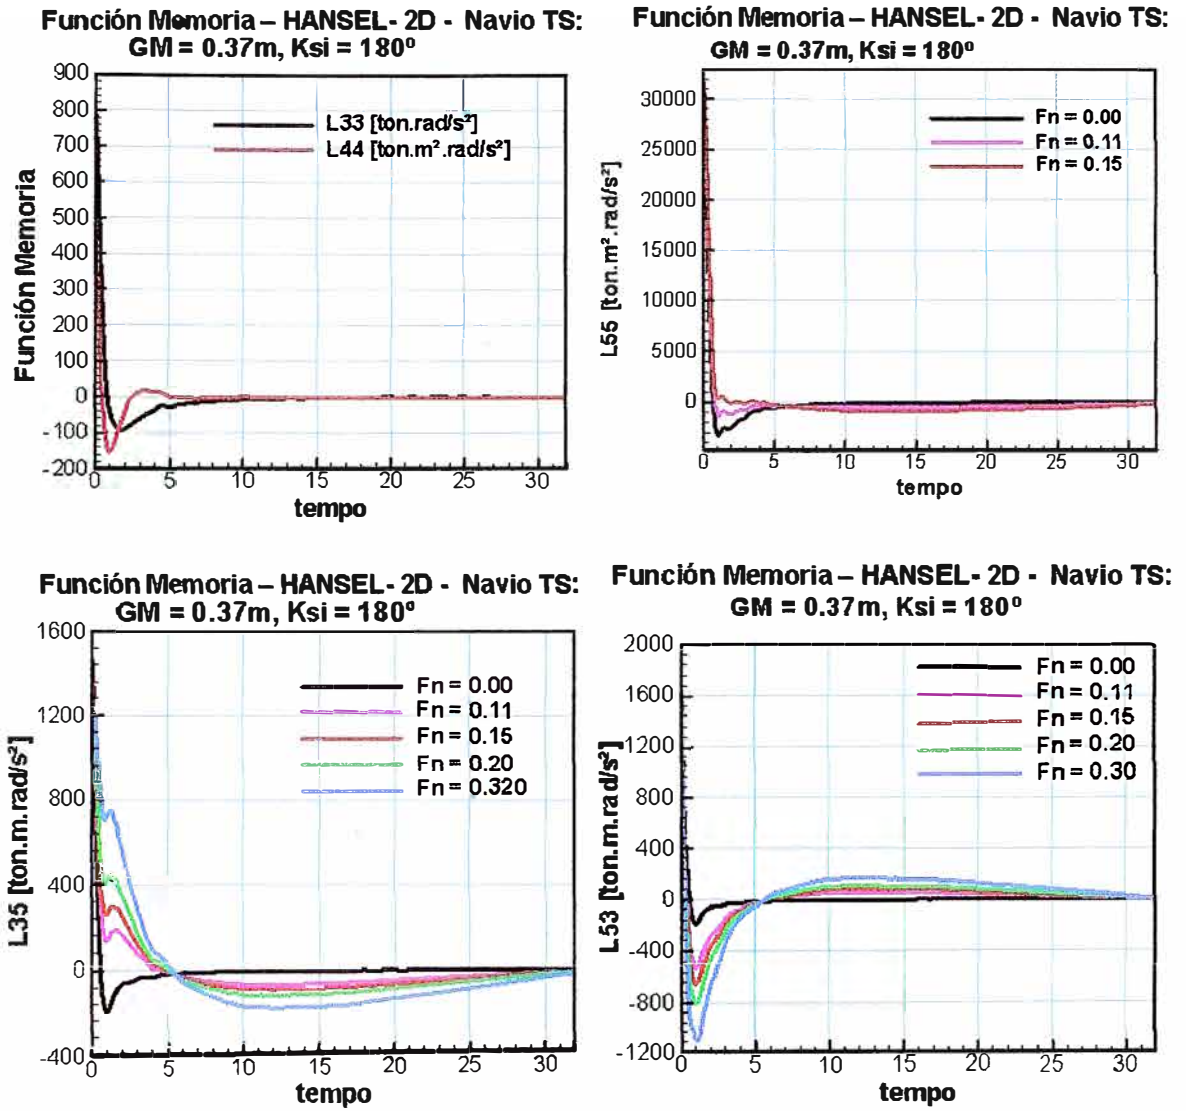 Función Memoria – HANSEL- 2D - Navio TS:
GM = 0.37m, Ksi = 180º
900
800
700
600
500
400
300
200
100
0
-100
-200
Función Memoria
L33 [ton.rad/s²]
L44 [ton.m².rad/s²]
0 5 10 15 20 25 30
tempo
Función Memoria – HANSEL- 2D - Navio TS:
GM = 0.37m, Ksi = 180º
30000
25000
20000
15000
10000
5000
0
L55 [ton.m².rad/s²]
Fn = 0.00
Fn = 0.11
Fn = 0.15
0 5 10 15 20 25 30
tempo
Función Memoria – HANSEL- 2D - Navio TS:
GM = 0.37m, Ksi = 180º
1600
1200
800
400
0
-400
L35 [ton.m.rad/s²]
Fn = 0.00
Fn = 0.11
Fn = 0.15
Fn = 0.20
Fn = 0.320
0 5 10 15 20 25 30
tempo
Función Memoria – HANSEL- 2D - Navio TS:
GM = 0.37m, Ksi = 180º
2000
1600
1200
800
400
0
-400
-800
-1200
L53 [ton.m.rad/s²]
Fn = 0.00
Fn = 0.11
Fn = 0.15
Fn = 0.20
Fn = 0.30
0 5 10 15 20 25 30
tempo